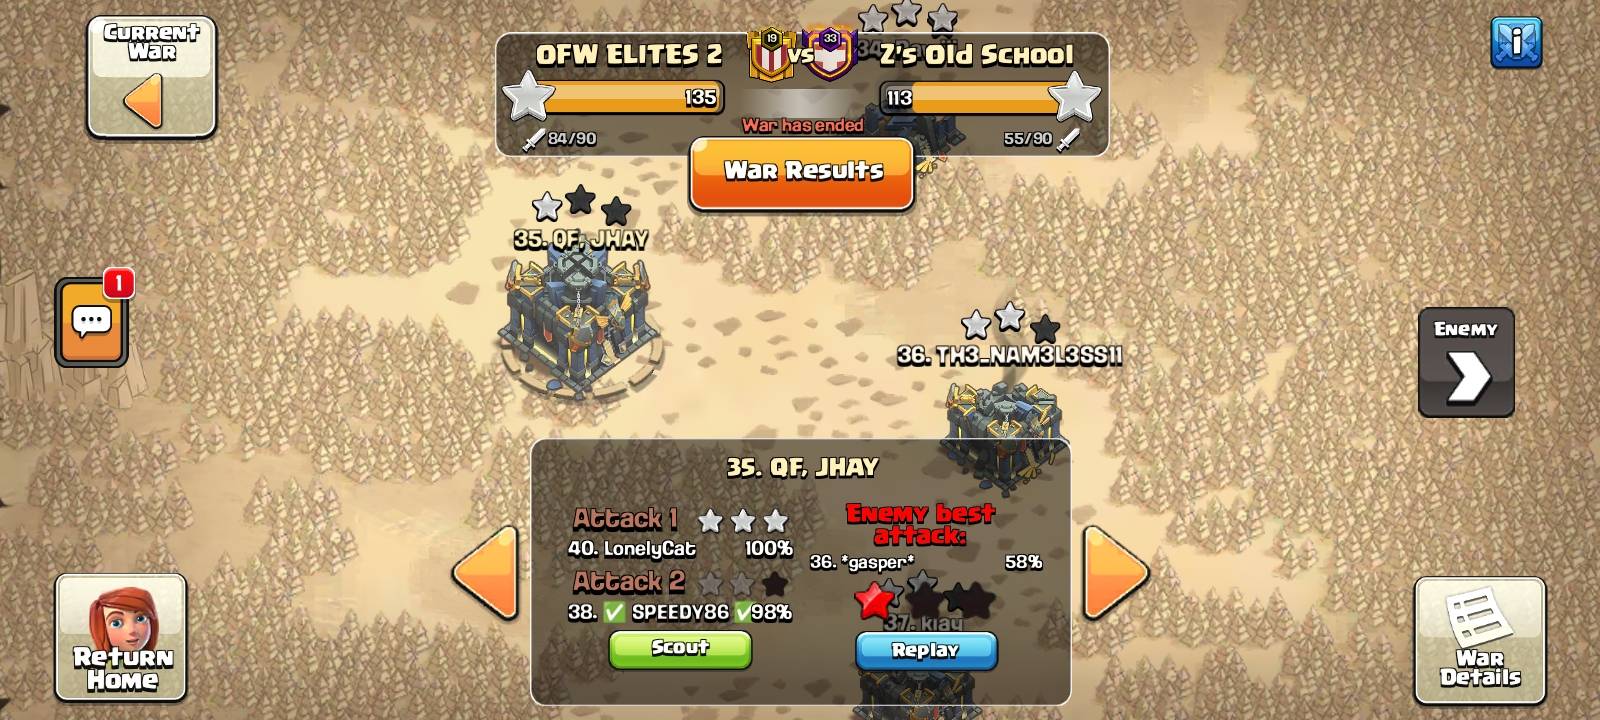 Current
War
OFW ELITES 2
19
vs
33
Z's Old School
135
113
84/90
War has ended
55/90
War Results
35. QF, JHAY
1
36. TH3_NAM3L3SS11
Enemy
35. QF, JHAY
Attack 1
40. LonelyCat 100%
Attack 2
38. ✅ SPEEDY86 ✅98%
Enemy best
attack:
36. *gasper* 58%
37. kiay
Scout
Replay
Return
Home
War
Details